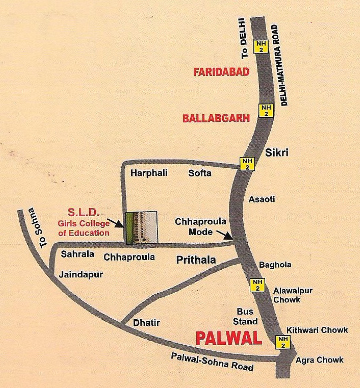 To DELHI
NH
2
DELHI-MATHURA ROAD
FARIDABAD
BALLABGARH
NH
2
Sikri
NH
2
Harphali Softa
Asaoti
S.L.D.
Girls College
of Education
Chhaproula
Mode
To Sohna
Sahrala Chhaproula
Prithala
Baghola
Jaindapur
NH
2
Alawalpur
Chowk
Bus
Stand
Dhatir
PALWAL
Kithwari Chowk
NH
2
Palwal-Sohna Road
Agra Chowk